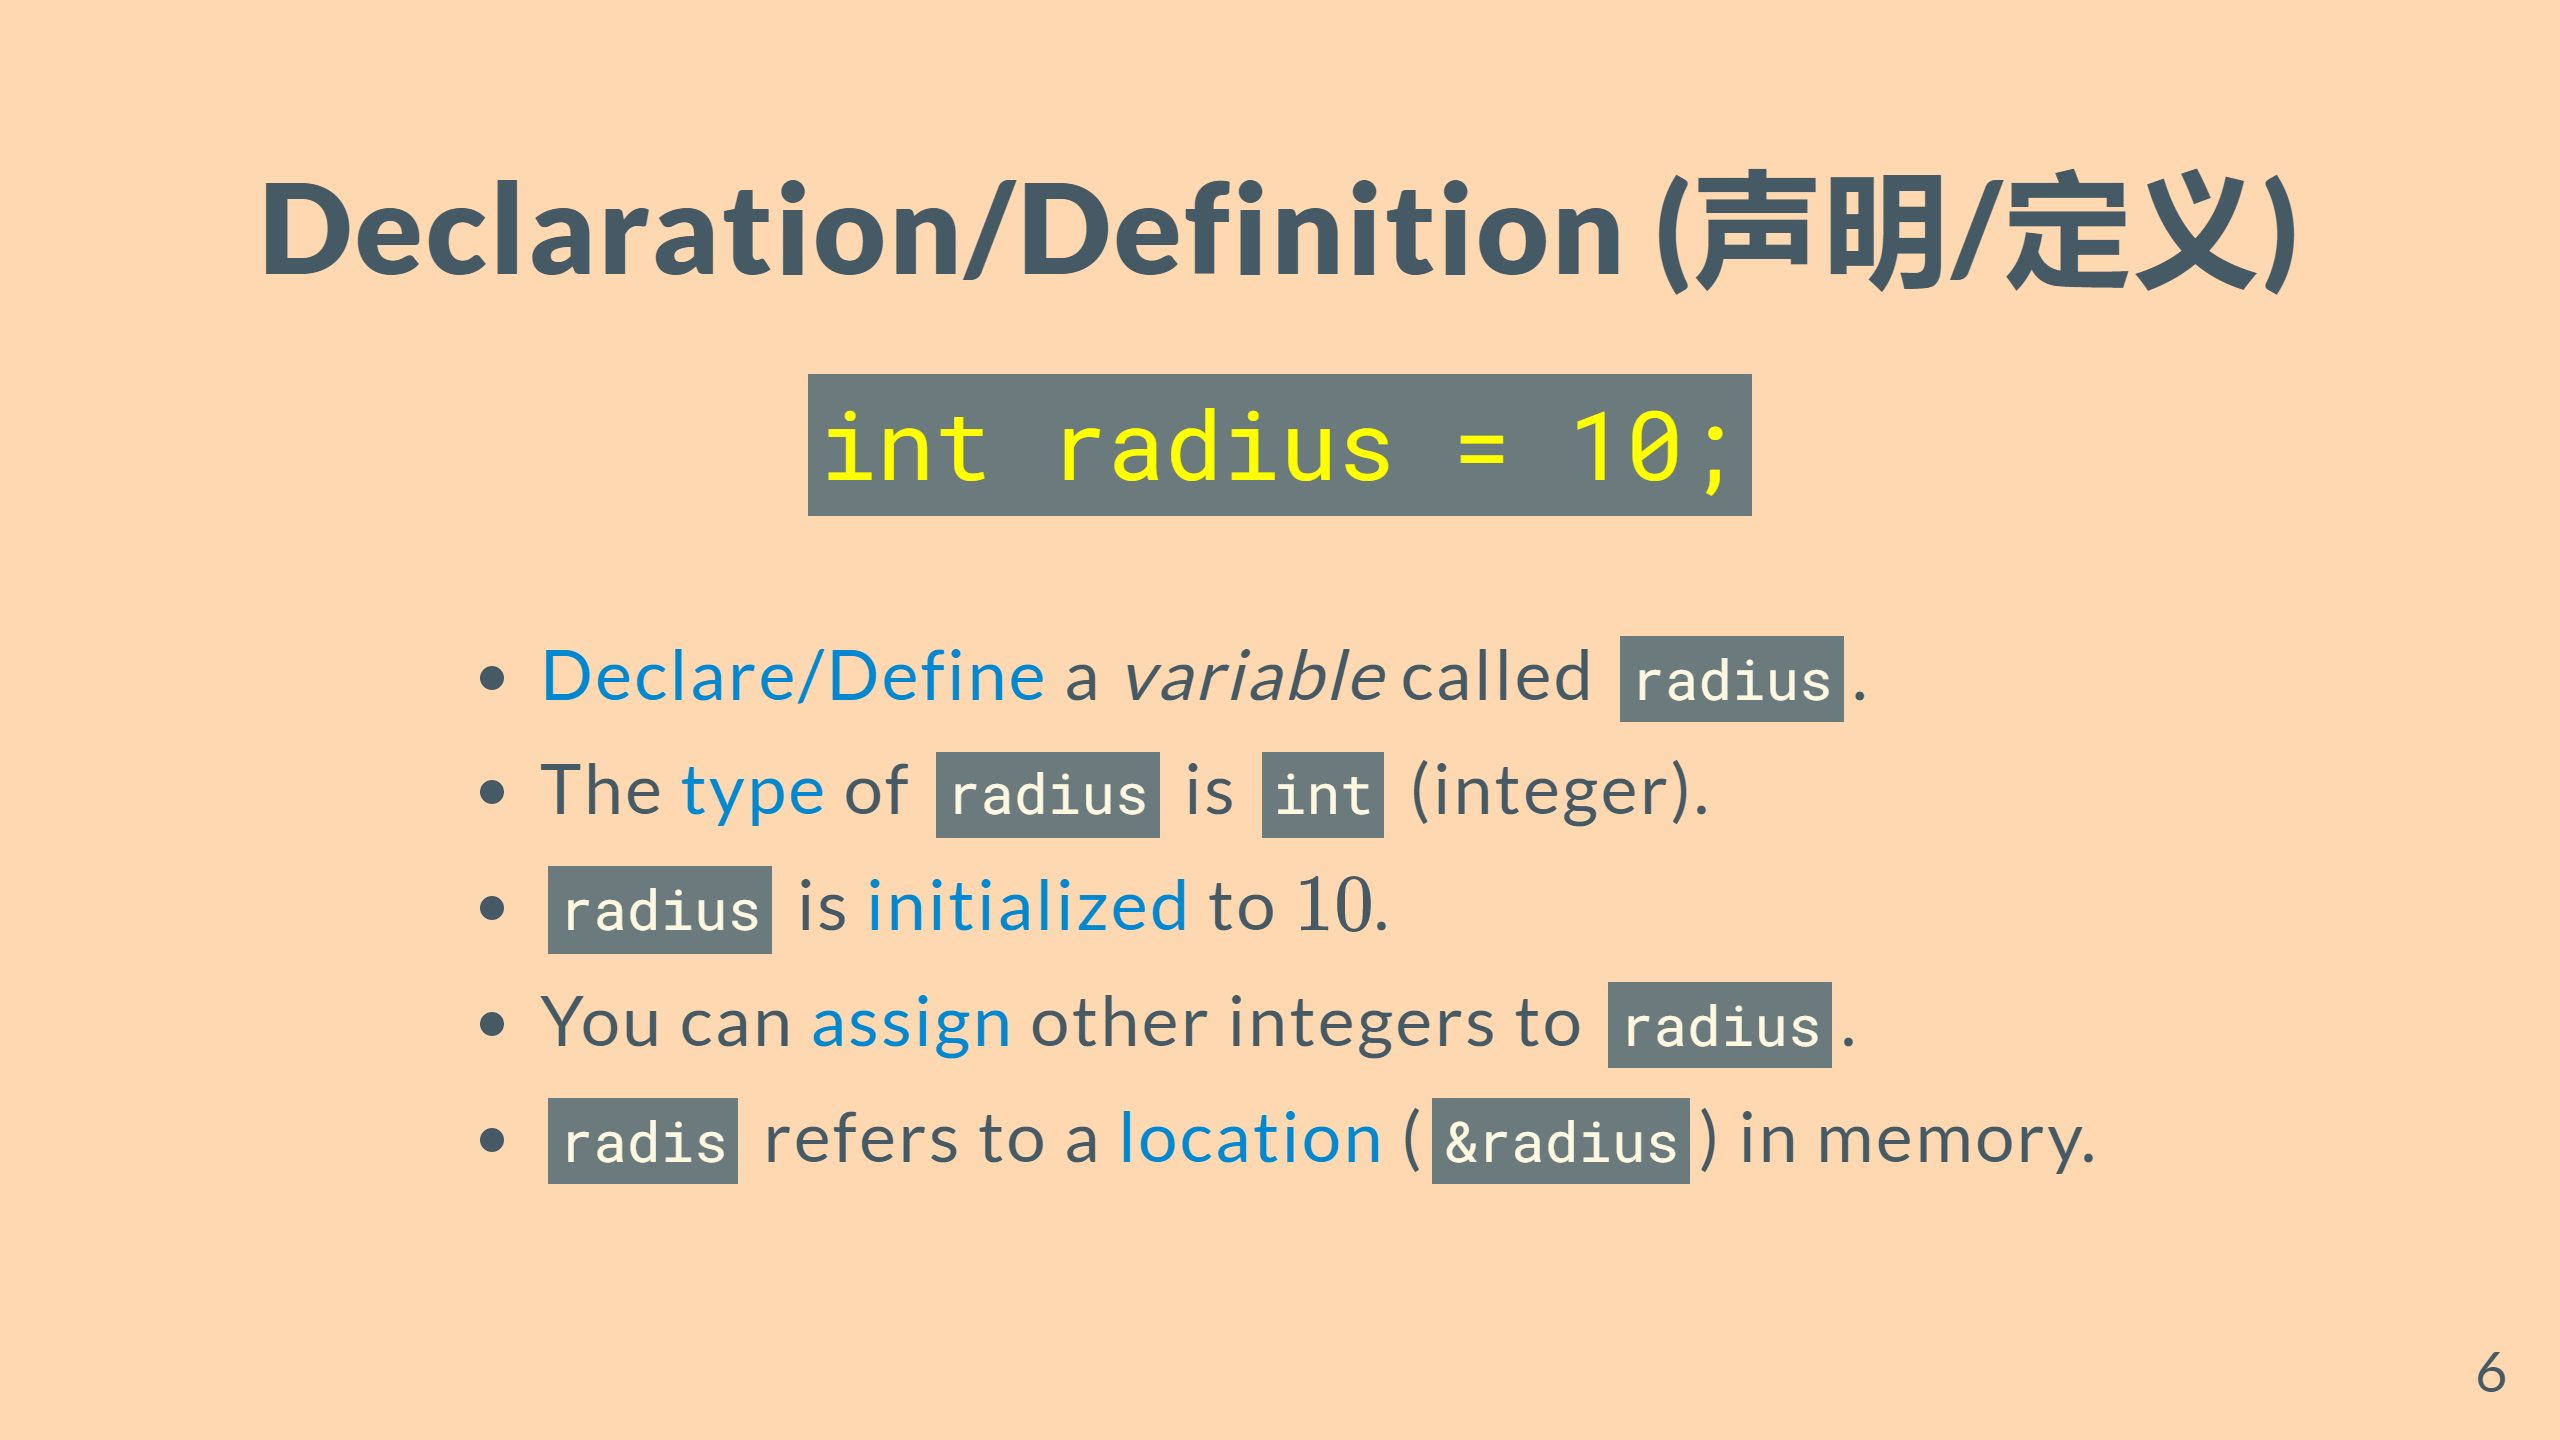 Declaration/Definition (声明/定义)
int radius = 10;
• Declare/Define a variable called radius.
• The type of radius is int (integer).
• radius is initialized to 10.
• You can assign other integers to radius.
• radis refers to a location (&radius) in memory.
6